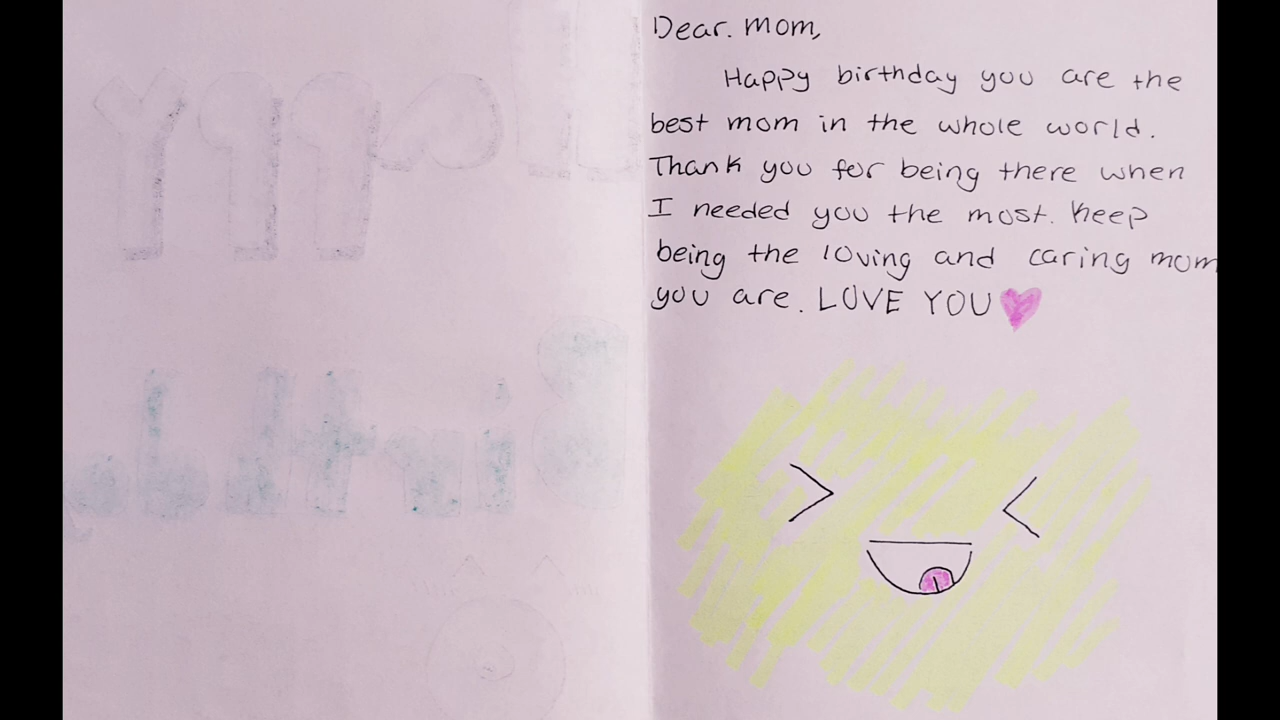 Dear. mom,
Happy birthday you are the
best mom in the whole world.
Thank you for being there when
I needed you the most. Keep
being the loving and caring mom
you are. LOVE YOU